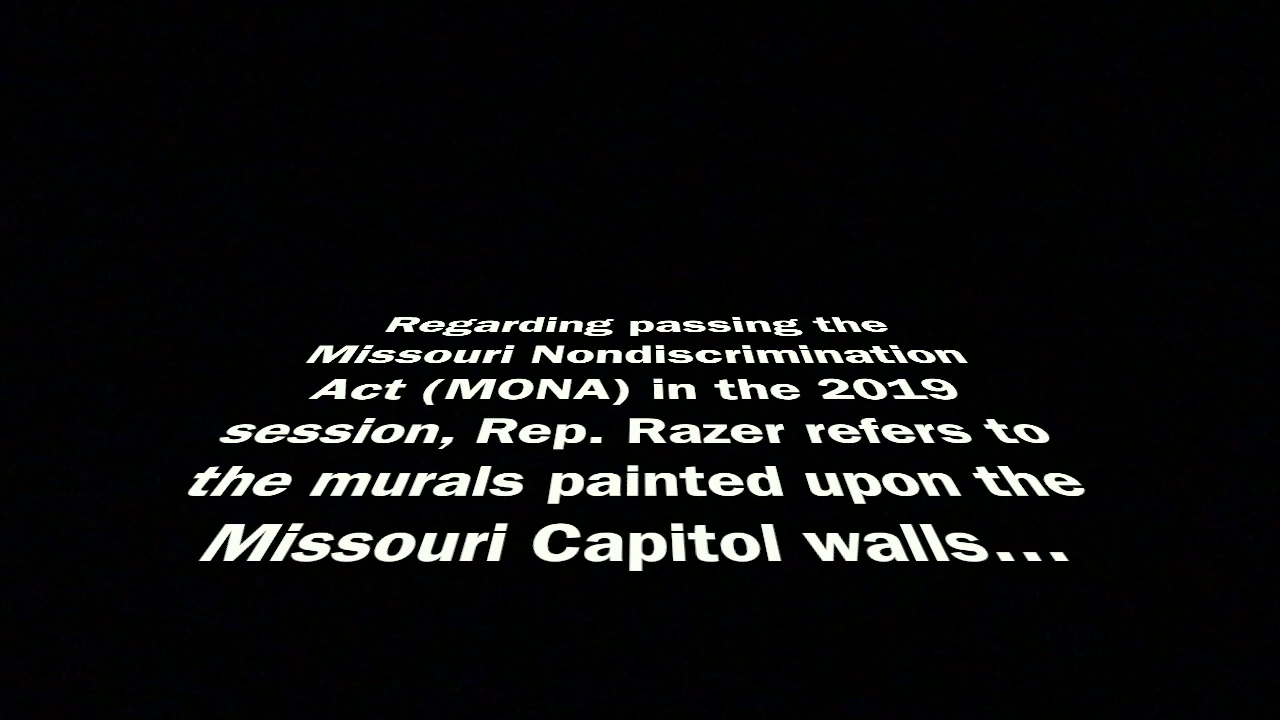 Regarding passing the
Missouri Nondiscrimination
Act (MONA) in the 2019
session, Rep. Razer refers to
the murals painted upon the
Missouri Capitol walls...